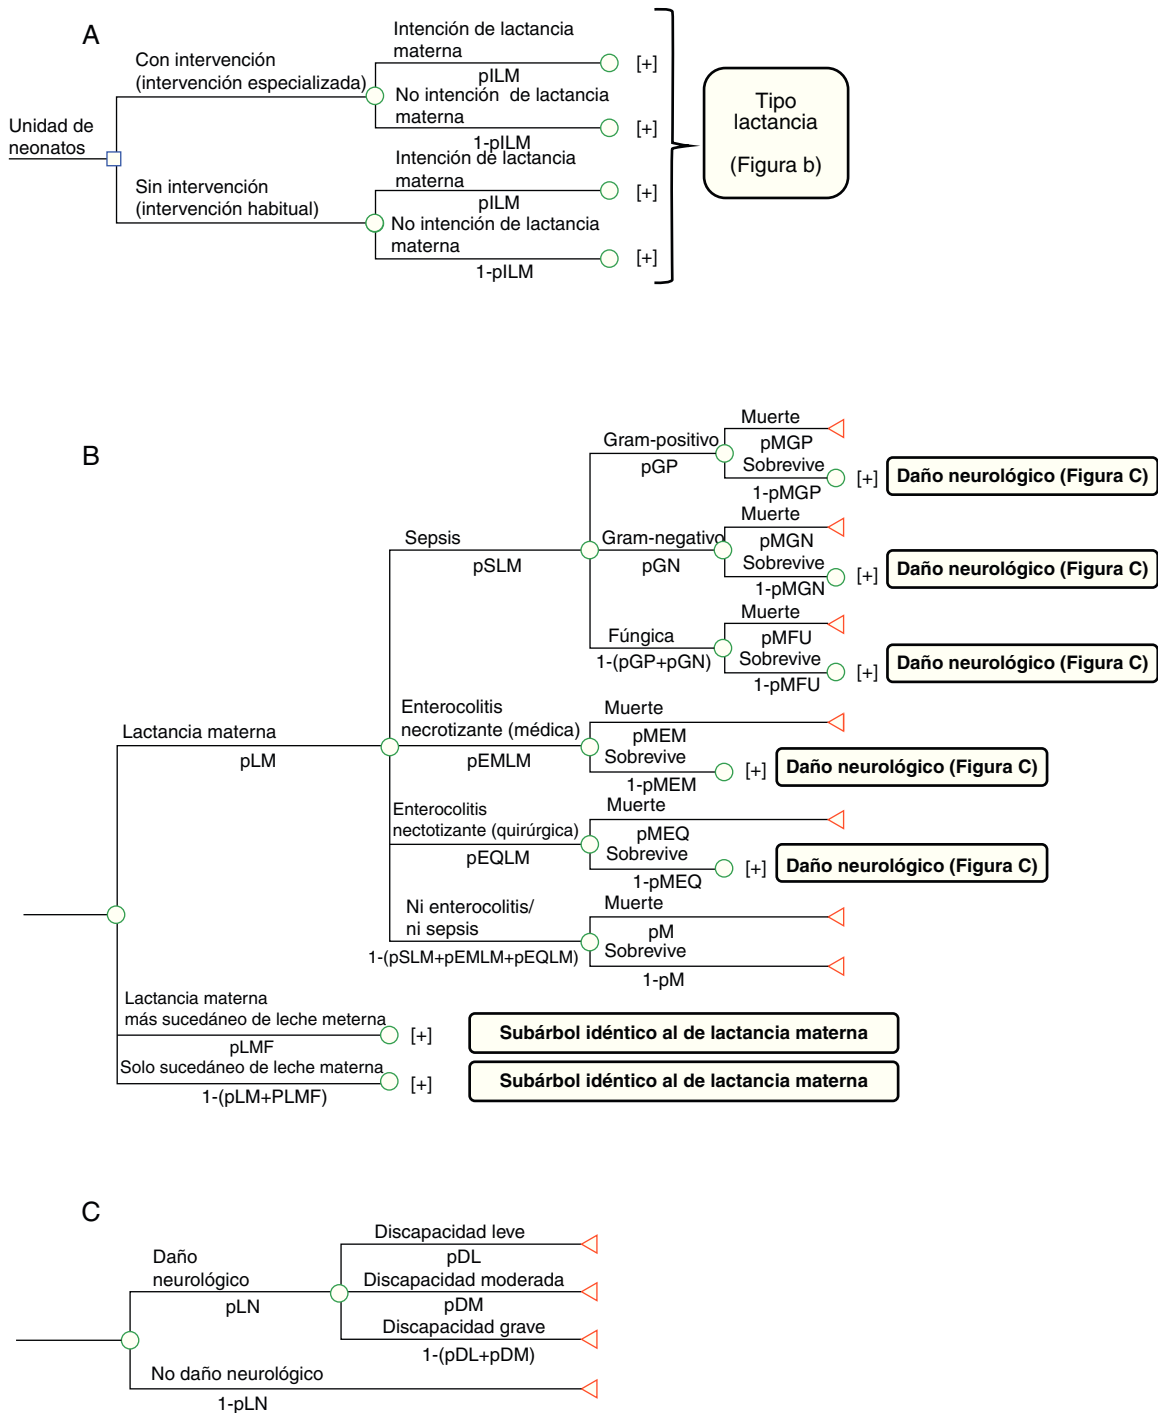 A
Unidad de
neonatos
Con intervención
(intervención especializada)
Intención de lactancia
materna
pILM
[+]
No intención de lactancia
materna
1-pILM
[+]
Sin intervención
(intervención habitual)
Intención de lactancia
materna
pILM
[+]
No intención de lactancia
materna
1-pILM
[+]
Tipo
lactancia
(Figura b)
B
Lactancia materna
pLM
Sepsis
pSLM
Gram-positivo
pGP
Muerte
pMGP
Sobrevive
1-pMGP
[+]
Daño neurológico (Figura C)
Gram-negativo
pGN
Muerte
pMGN
Sobrevive
1-pMGN
[+]
Daño neurológico (Figura C)
Fúngica
1-(pGP+pGN)
Muerte
pMFU
Sobrevive
1-pMFU
[+]
Daño neurológico (Figura C)
Enterocolitis
necrotizante (médica)
pEMLM
Muerte
pMEM
Sobrevive
1-pMEM
[+]
Daño neurológico (Figura C)
Enterocolitis
nectotizante (quirúrgica)
pEQLM
Muerte
pMEQ
Sobrevive
1-pMEQ
[+]
Daño neurológico (Figura C)
Ni enterocolitis/
ni sepsis
1-(pSLM+pEMLM+pEQLM)
Muerte
pM
Sobrevive
1-pM
Lactancia materna
más sucedáneo de leche meterna
pLMF
[+]
Subárbol idéntico al de lactancia materna
Solo sucedáneo de leche materna
1-(pLM+PLMF)
[+]
Subárbol idéntico al de lactancia materna
C
Daño
neurológico
pLN
Discapacidad leve
pDL
Discapacidad moderada
pDM
Discapacidad grave
1-(pDL+pDM)
No daño neurológico
1-pLN